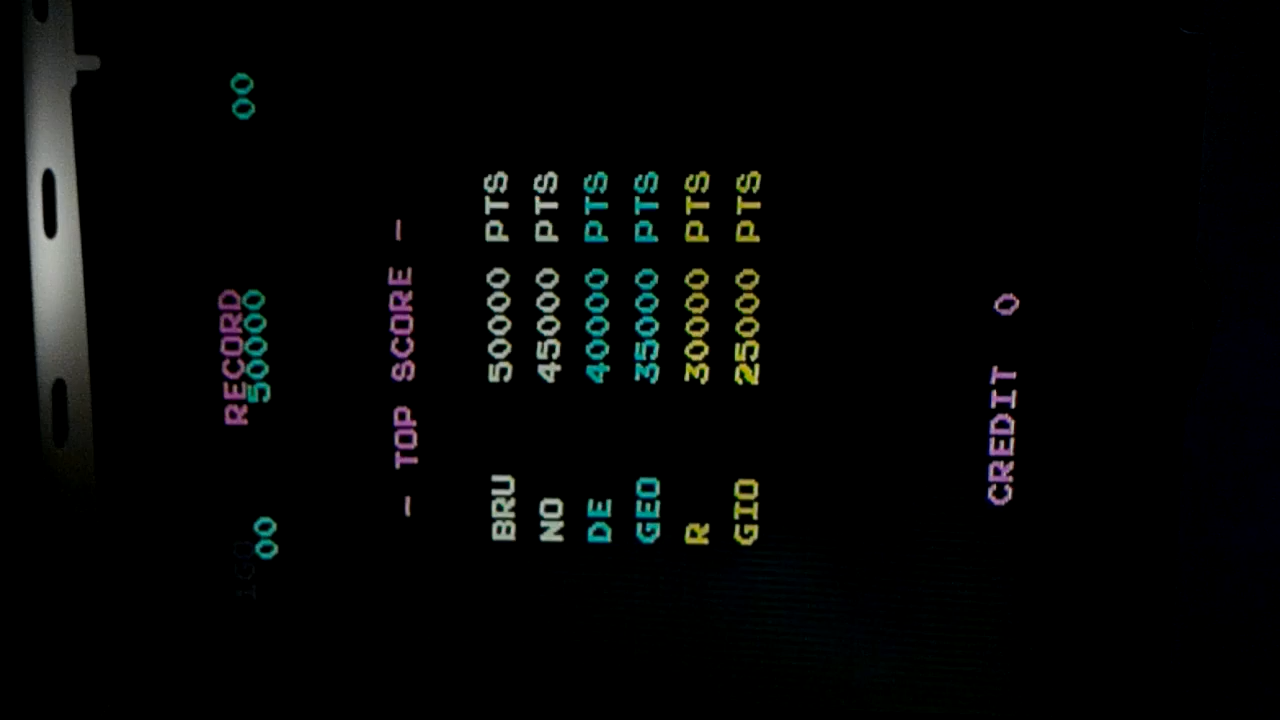 RECORD
00 50000 00
— TOP SCORE —
BRU 50000 PTS
NO 45000 PTS
DE 40000 PTS
GEO 35000 PTS
R 30000 PTS
GIO 25000 PTS
CREDIT 0